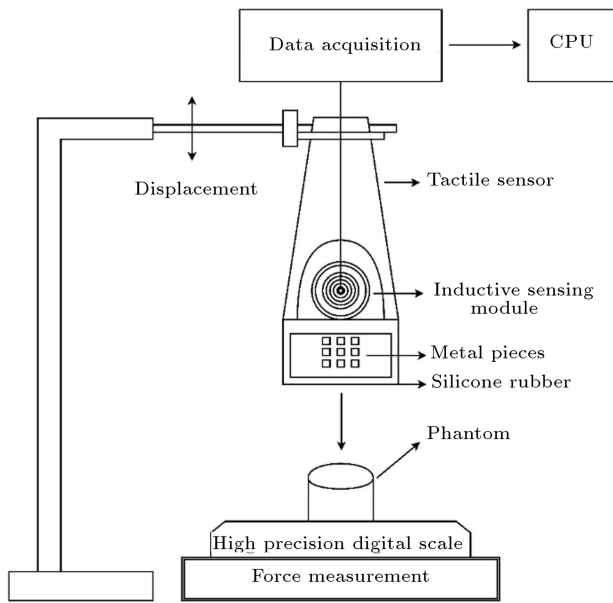 Data acquisition
CPU
Displacement
Tactile sensor
Inductive sensing
module
Metal pieces
Silicone rubber
Phantom
High precision digital scale
Force measurement